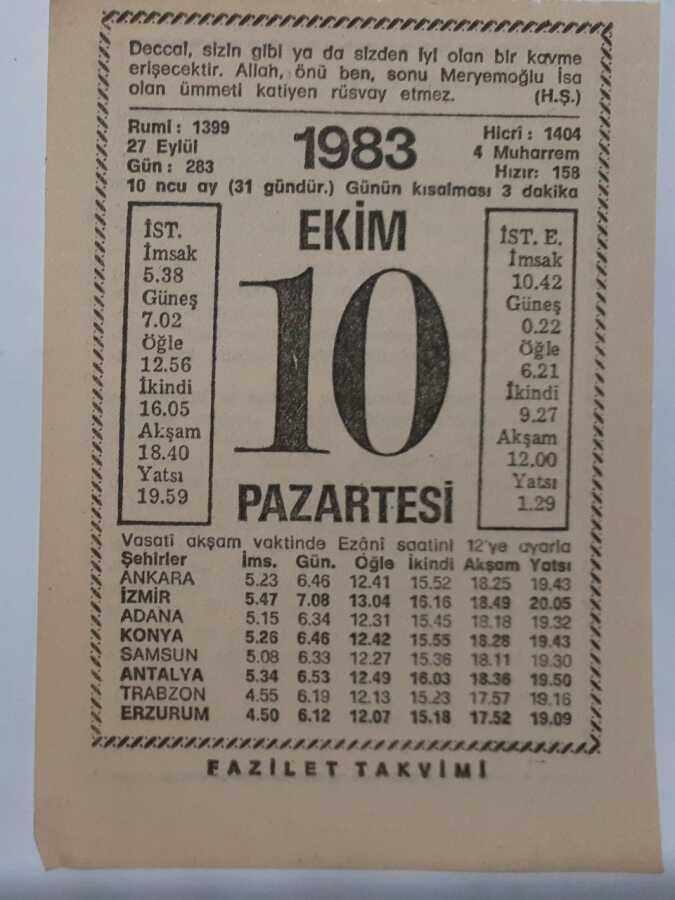 Deccal, sizin gibi ya da sizden iyi olan bir kavme
erişecektir. Allah, önü ben, sonu Meryemoğlu İsa
olan ümmeti katiyen rüsvay etmez. (H.Ş.)
Rumi: 1399
27 Eylül
Gün: 283
1983
Hicrî: 1404
4 Muharrem
Hızır: 158
10 ncu ay (31 gündür.) Günün kısalması 3 dakika
İST.
İmsak
5.38
Güneş
7.02
Öğle
12.56
İkindi
16.05
Akşam
18.40
Yatsı
19.59
EKİM
10
PAZARTESİ
İST. E.
İmsak
10.42
Güneş
0.22
Öğle
6.21
İkindi
9.27
Akşam
12.00
Yatsı
1.29
Vasatî akşam vaktinde Ezânî saatini 12'ye ayarla
Şehirler İms. Gün. Öğle İkindi Akşam Yatsı
ANKARA 5.23 6.46 12.41 15.52 18.25 19.43
İZMİR 5.47 7.08 13.04 16.16 18.49 20.05
ADANA 5.15 6.34 12.31 15.45 18.18 19.32
KONYA 5.26 6.46 12.42 15.55 18.28 19.43
SAMSUN 5.08 6.33 12.27 15.36 18.11 19.30
ANTALYA 5.34 6.53 12.49 16.03 18.36 19.50
TRABZON 4.55 6.19 12.13 15.23 17.57 19.16
ERZURUM 4.50 6.12 12.07 15.18 17.52 19.09
FAZİLET TAKVİMİ